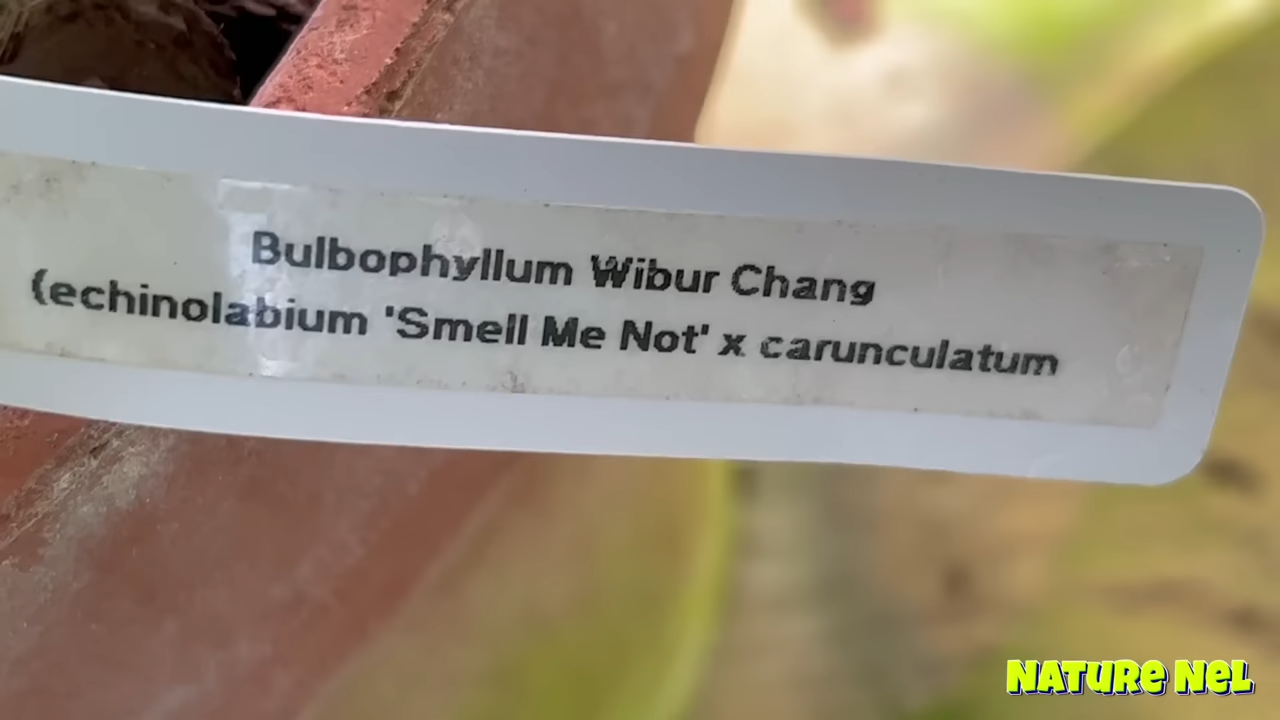 Bulbophyllum Wibur Chang
(echinolabium 'Smell Me Not' x carunculatum
NATURE NEL